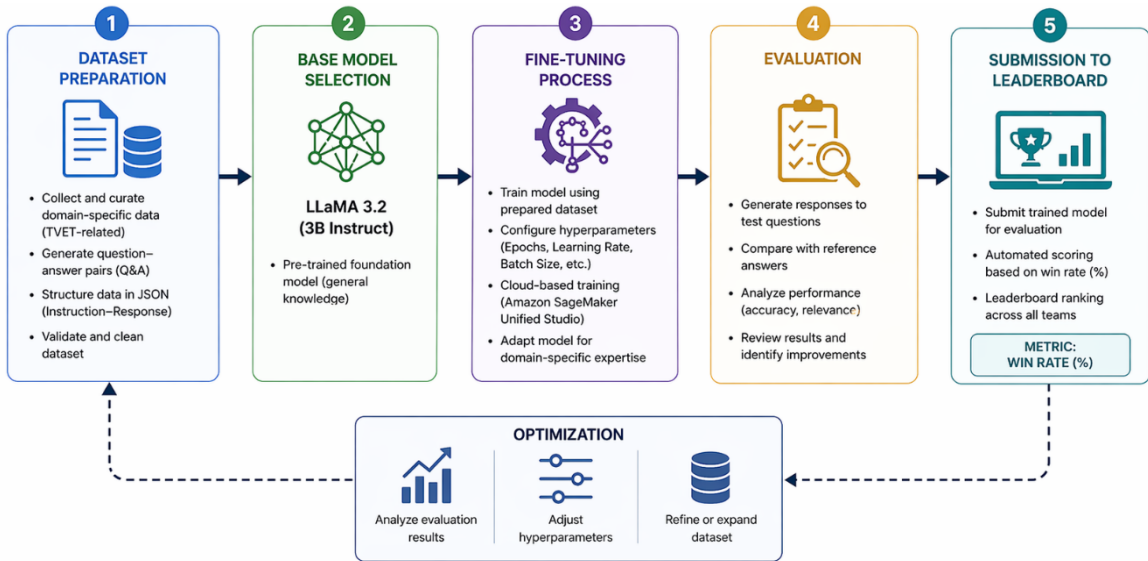 1
DATASET
PREPARATION
• Collect and curate
domain-specific data
(TVET-related)
• Generate question–
answer pairs (Q&A)
• Structure data in JSON
(Instruction–Response)
• Validate and clean
dataset
2
BASE MODEL
SELECTION
LLaMA 3.2
(3B Instruct)
• Pre-trained foundation
model (general
knowledge)
3
FINE-TUNING
PROCESS
• Train model using
prepared dataset
• Configure hyperparameters
(Epochs, Learning Rate,
Batch Size, etc.)
• Cloud-based training
(Amazon SageMaker
Unified Studio)
• Adapt model for
domain-specific expertise
4
EVALUATION
• Generate responses to
test questions
• Compare with reference
answers
• Analyze performance
(accuracy, relevance)
• Review results and
identify improvements
5
SUBMISSION TO
LEADERBOARD
• Submit trained model
for evaluation
• Automated scoring
based on win rate (%)
• Leaderboard ranking
across all teams
METRIC:
WIN RATE (%)
OPTIMIZATION
Analyze evaluation
results
Adjust
hyperparameters
Refine or expand
dataset